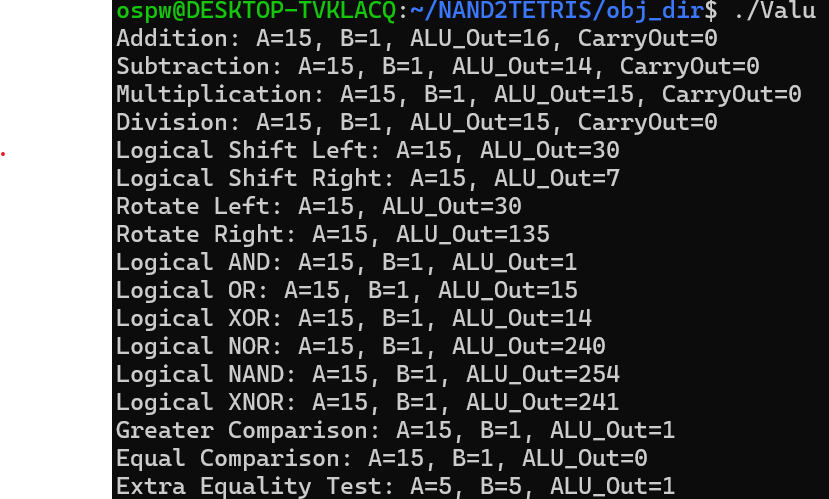 ospw@DESKTOP-TVKLACQ:~/NAND2TETRIS/obj_dir$ ./Valu
Addition: A=15, B=1, ALU_Out=16, CarryOut=0
Subtraction: A=15, B=1, ALU_Out=14, CarryOut=0
Multiplication: A=15, B=1, ALU_Out=15, CarryOut=0
Division: A=15, B=1, ALU_Out=15, CarryOut=0
Logical Shift Left: A=15, ALU_Out=30
Logical Shift Right: A=15, ALU_Out=7
Rotate Left: A=15, ALU_Out=30
Rotate Right: A=15, ALU_Out=135
Logical AND: A=15, B=1, ALU_Out=1
Logical OR: A=15, B=1, ALU_Out=15
Logical XOR: A=15, B=1, ALU_Out=14
Logical NOR: A=15, B=1, ALU_Out=240
Logical NAND: A=15, B=1, ALU_Out=254
Logical XNOR: A=15, B=1, ALU_Out=241
Greater Comparison: A=15, B=1, ALU_Out=1
Equal Comparison: A=15, B=1, ALU_Out=0
Extra Equality Test: A=5, B=5, ALU_Out=1